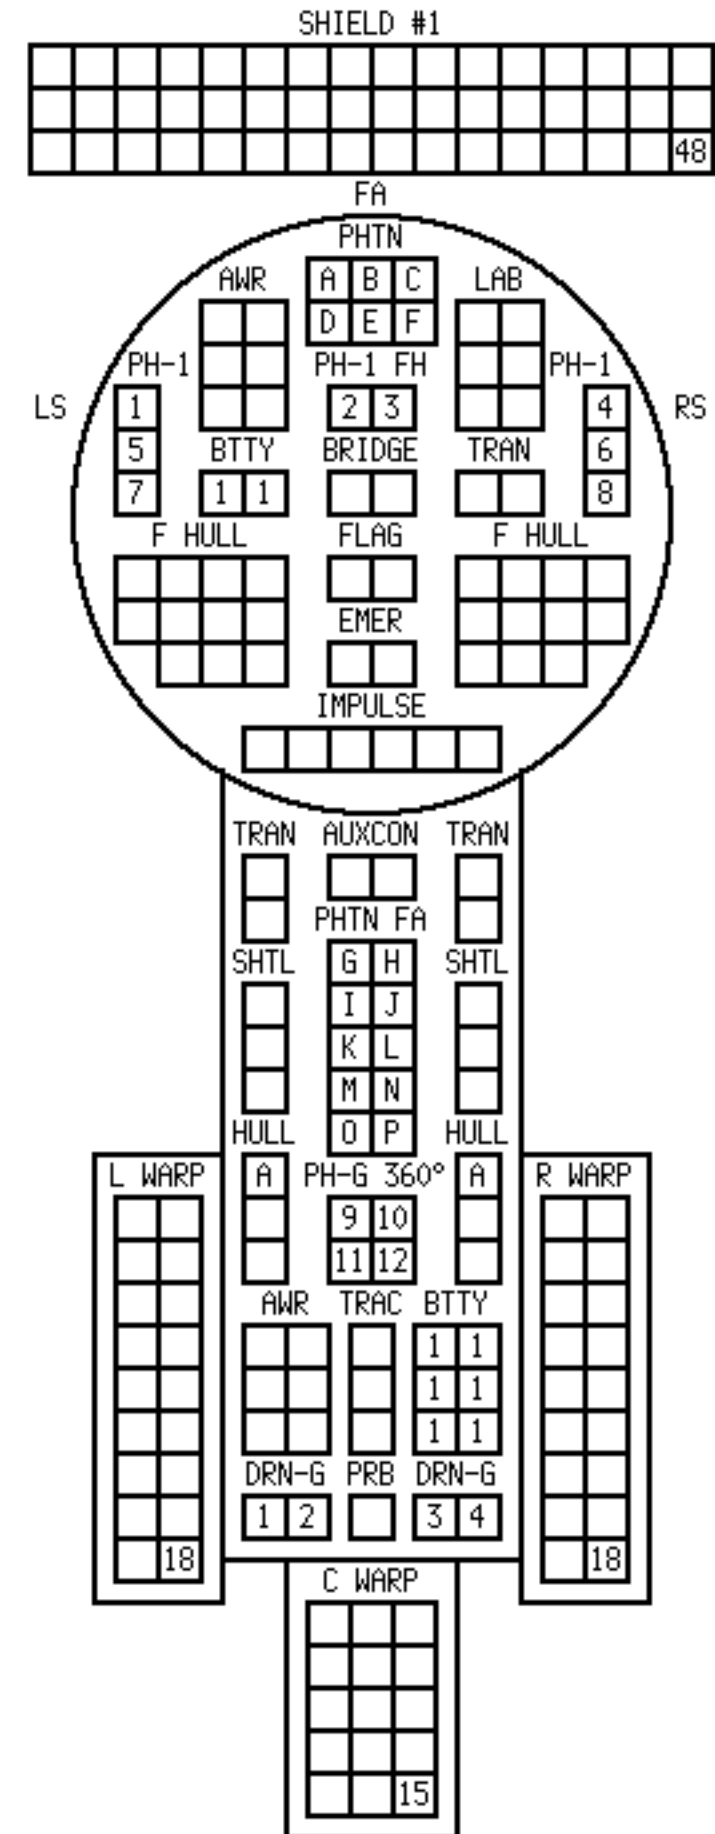 SHIELD #1
48
FA
PHTN
AWR A B C LAB
D E F
PH-1 PH-1 FH PH-1
LS 1 2 3 4 RS
5 BTTY BRIDGE TRAN 6
7 1 1 8
F HULL FLAG F HULL
EMER
IMPULSE
TRAN AUXCON TRAN
PHTN FA
SHTL G H SHTL
I J
K L
M N
HULL O P HULL
L WARP A PH-G 360° A R WARP
9 10
11 12
AWR TRAC BTTY
1 1
1 1
1 1
DRN-G PRB DRN-G
1 2 3 4
18 18
C WARP
15